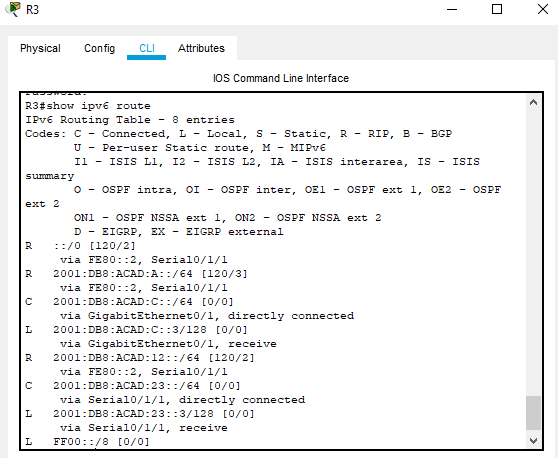 R3
Physical Config CLI Attributes
IOS Command Line Interface
Password:
R3#show ipv6 route
IPv6 Routing Table - 8 entries
Codes: C - Connected, L - Local, S - Static, R - RIP, B - BGP
U - Per-user Static route, M - MIPv6
I1 - ISIS L1, I2 - ISIS L2, IA - ISIS interarea, IS - ISIS
summary
O - OSPF intra, OI - OSPF inter, OE1 - OSPF ext 1, OE2 - OSPF
ext 2
ON1 - OSPF NSSA ext 1, ON2 - OSPF NSSA ext 2
D - EIGRP, EX - EIGRP external
R ::/0 [120/2]
via FE80::2, Serial0/1/1
R 2001:DB8:ACAD:A::/64 [120/3]
via FE80::2, Serial0/1/1
C 2001:DB8:ACAD:C::/64 [0/0]
via GigabitEthernet0/1, directly connected
L 2001:DB8:ACAD:C::3/128 [0/0]
via GigabitEthernet0/1, receive
R 2001:DB8:ACAD:12::/64 [120/2]
via FE80::2, Serial0/1/1
C 2001:DB8:ACAD:23::/64 [0/0]
via Serial0/1/1, directly connected
L 2001:DB8:ACAD:23::3/128 [0/0]
via Serial0/1/1, receive
L FF00::/8 [0/0]